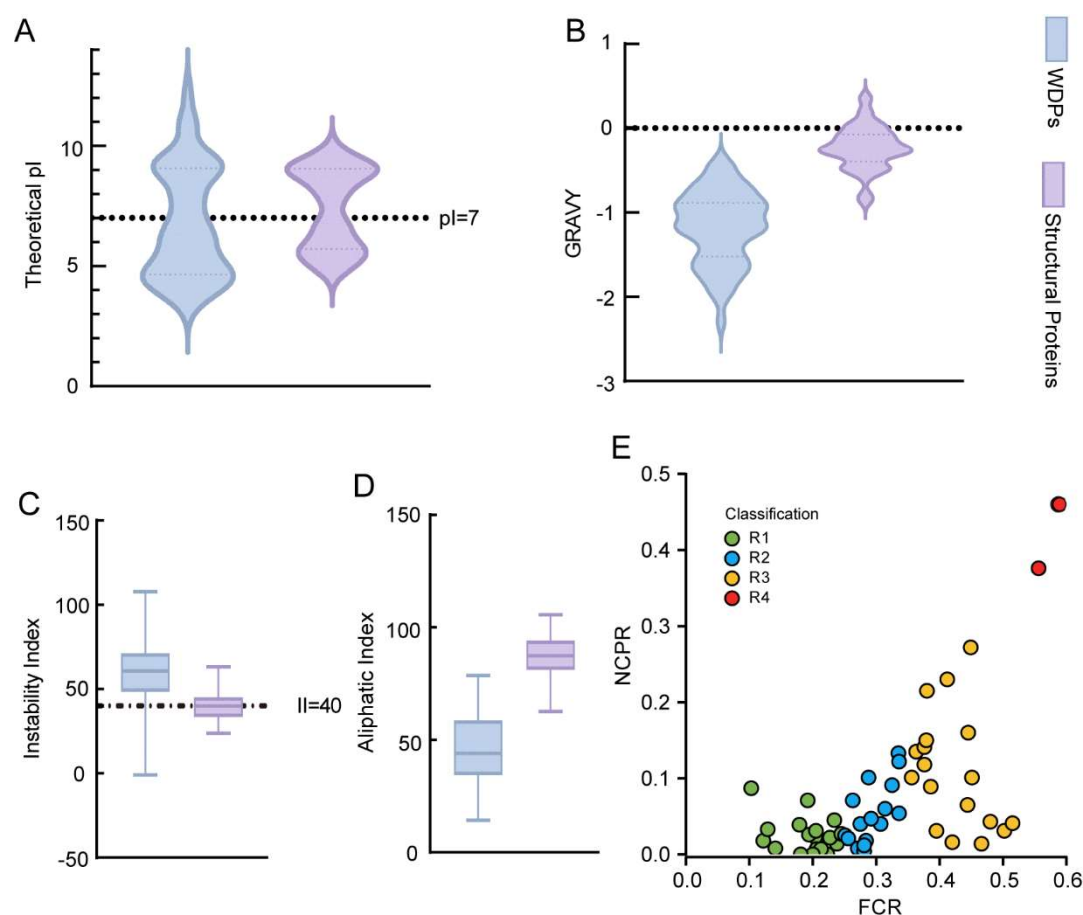 A
Theoretical pI
10
5
0
pI=7
B
GRAVY
1
0
-1
-2
-3
WDPs
Structural Proteins
C
Instability Index
150
100
50
0
-50
II=40
D
Aliphatic Index
150
100
50
0
E
NCPR
0.5
0.4
0.3
0.2
0.1
0.0
Classification
R1
R2
R3
R4
0.0 0.1 0.2 0.3 0.4 0.5 0.6
FCR